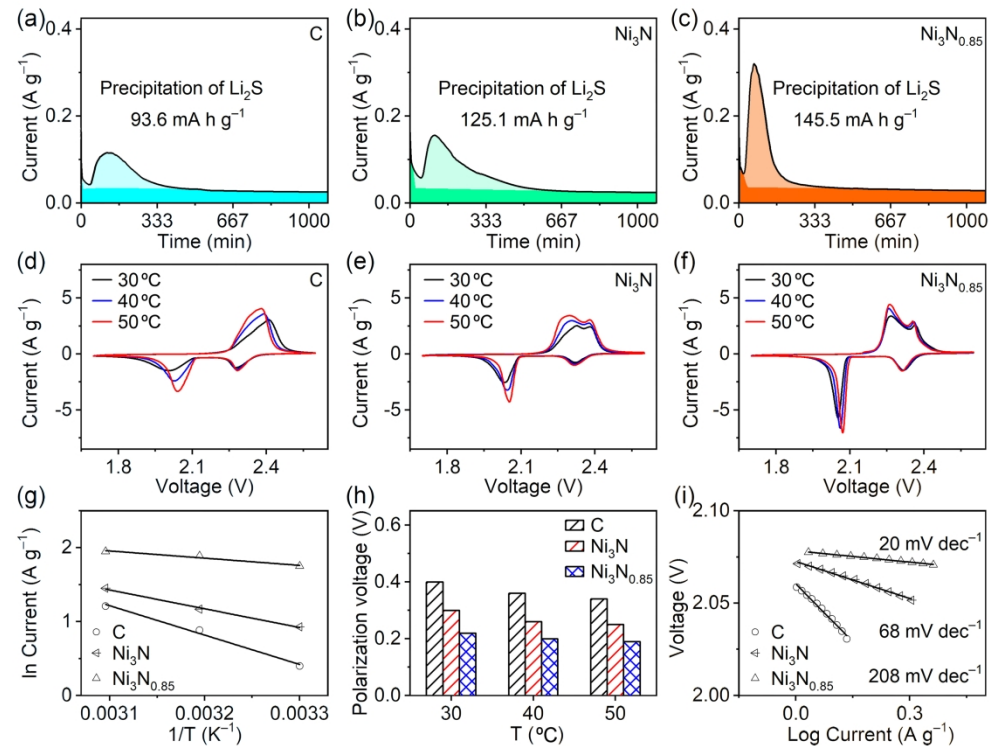 (a)
C
Precipitation of Li₂S
93.6 mA h g⁻¹
Current (A g⁻¹)
0.4
0.2
0.0
0 333 667 1000
Time (min)
(b)
Ni₃N
Precipitation of Li₂S
125.1 mA h g⁻¹
Current (A g⁻¹)
0.4
0.2
0.0
0 333 667 1000
Time (min)
(c)
Ni₃N₀.₈₅
Precipitation of Li₂S
145.5 mA h g⁻¹
Current (A g⁻¹)
0.4
0.2
0.0
0 333 667 1000
Time (min)
(d)
C
30 ºC
40 ºC
50 ºC
Current (A g⁻¹)
5
0
-5
1.8 2.1 2.4
Voltage (V)
(e)
Ni₃N
30 ºC
40 ºC
50 ºC
Current (A g⁻¹)
5
0
-5
1.8 2.1 2.4
Voltage (V)
(f)
Ni₃N₀.₈₅
30 ºC
40 ºC
50 ºC
Current (A g⁻¹)
5
0
-5
1.8 2.1 2.4
Voltage (V)
(g)
ln Current (A g⁻¹)
2
1
0
C
Ni₃N
Ni₃N₀.₈₅
0.0031 0.0032 0.0033
1/T (K⁻¹)
(h)
Polarization voltage (V)
0.6
0.4
0.2
0.0
C
Ni₃N
Ni₃N₀.₈₅
30 40 50
T (ºC)
(i)
Voltage (V)
2.10
2.05
2.00
20 mV dec⁻¹
68 mV dec⁻¹
208 mV dec⁻¹
C
Ni₃N
Ni₃N₀.₈₅
0.0 0.3
Log Current (A g⁻¹)